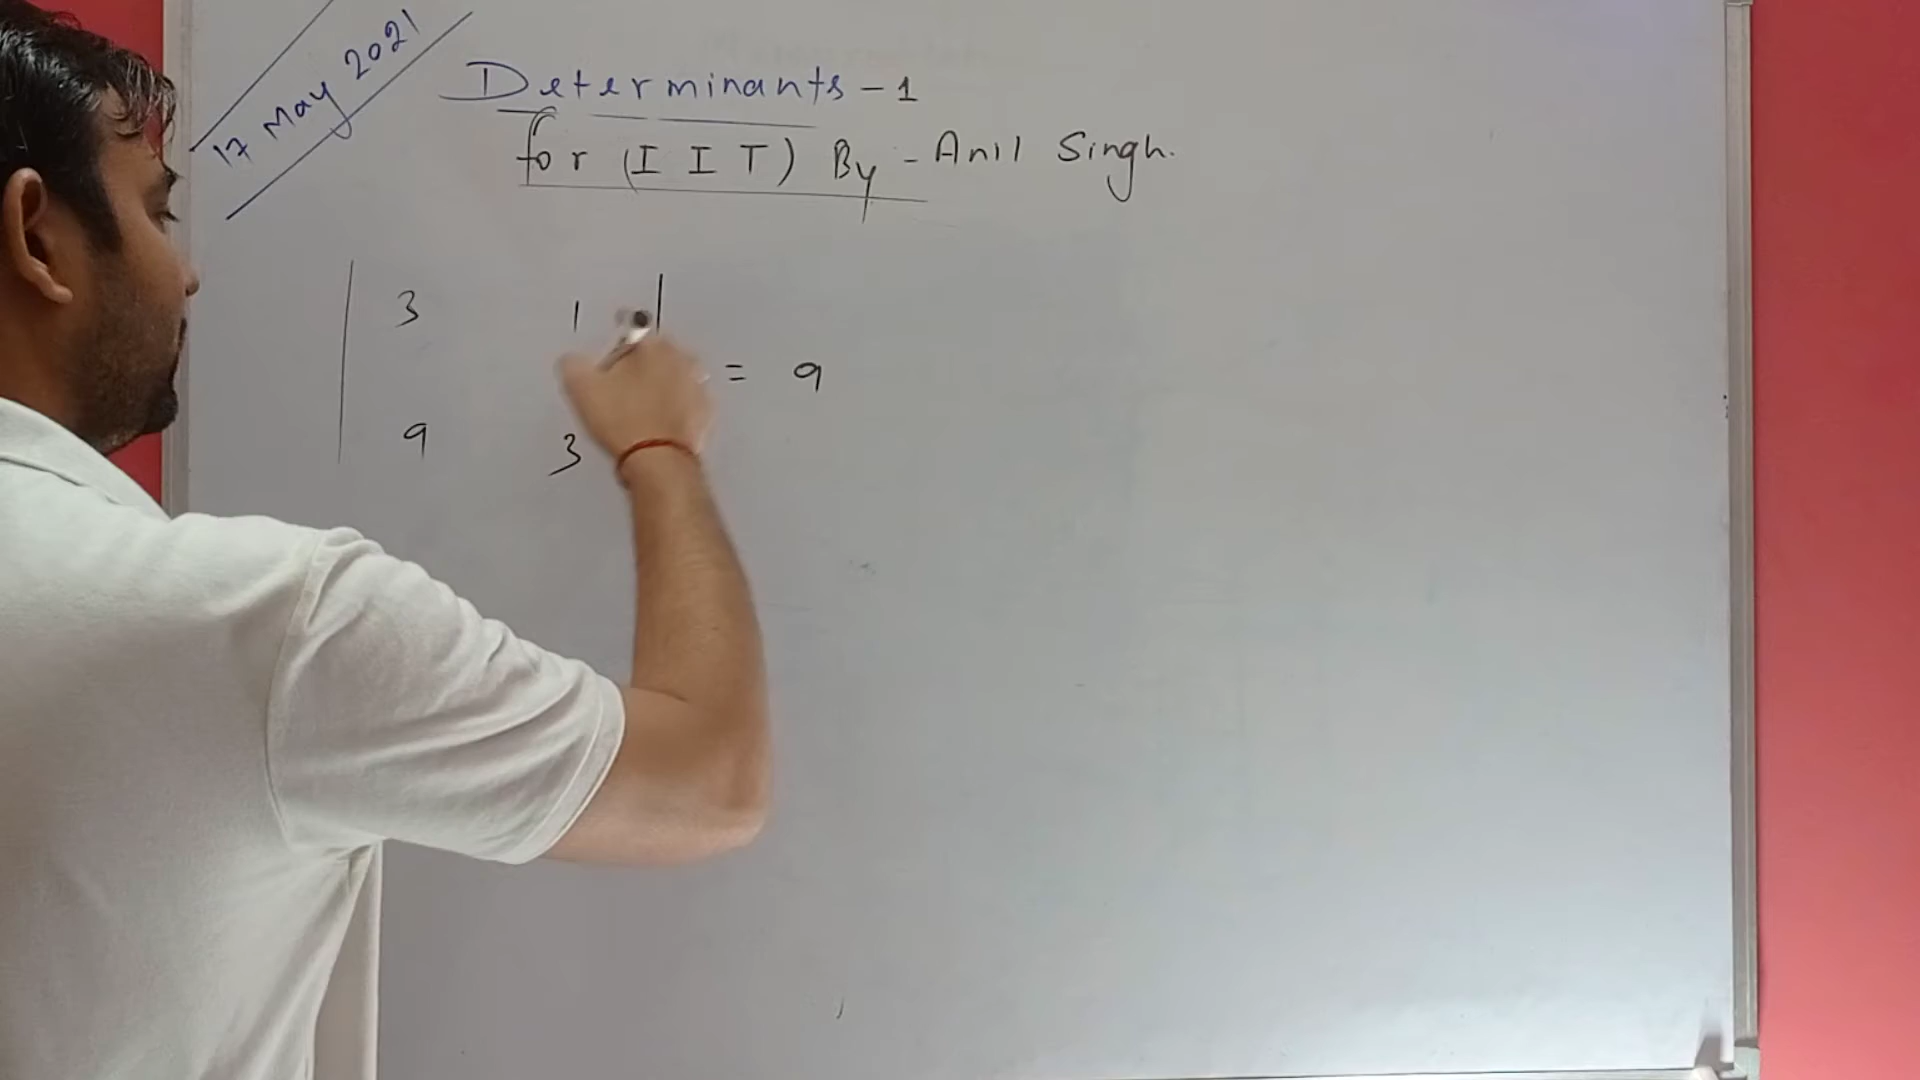 17 May 2021
Determinants - 1
for (IIT) By - Anil Singh.
| 3 1 |
= 9
9 3